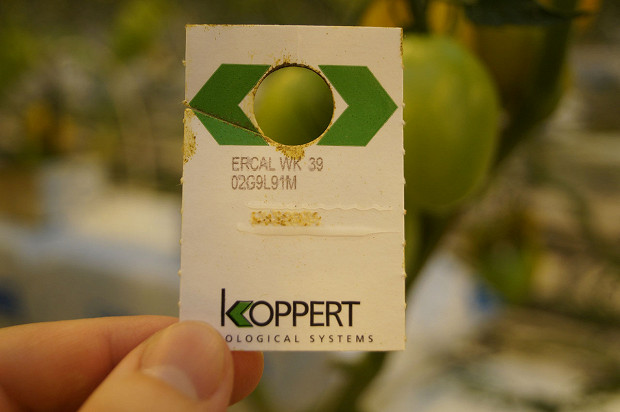 ERCAL WK 39
02G9L91M
KOPPERT
OLOGICAL SYSTEMS